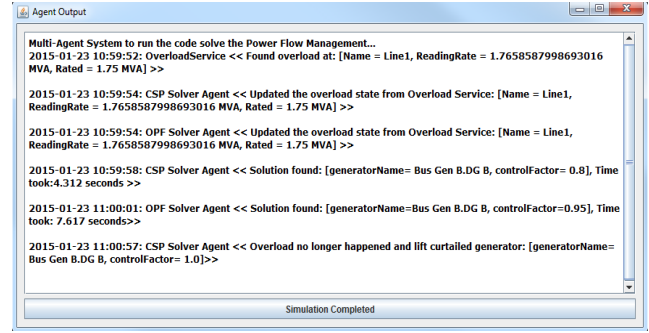 Agent Output
Multi-Agent System to run the code solve the Power Flow Management...
2015-01-23 10:59:52: OverloadService << Found overload at: [Name = Line1, ReadingRate = 1.7658587998693016
MVA, Rated = 1.75 MVA] >>
2015-01-23 10:59:54: CSP Solver Agent << Updated the overload state from Overload Service: [Name = Line1,
ReadingRate = 1.7658587998693016 MVA, Rated = 1.75 MVA] >>
2015-01-23 10:59:54: OPF Solver Agent << Updated the overload state from Overload Service: [Name = Line1,
ReadingRate = 1.7658587998693016 MVA, Rated = 1.75 MVA] >>
2015-01-23 10:59:58: CSP Solver Agent << Solution found: [generatorName= Bus Gen B.DG B, controlFactor= 0.8], Time
took:4.312 seconds >>
2015-01-23 11:00:01: OPF Solver Agent << Solution found: [generatorName=Bus Gen B.DG B, controlFactor=0.95], Time
took: 7.617 seconds>>
2015-01-23 11:00:57: CSP Solver Agent << Overload no longer happened and lift curtailed generator: [generatorName=
Bus Gen B.DG B, controlFactor= 1.0]>>
Simulation Completed